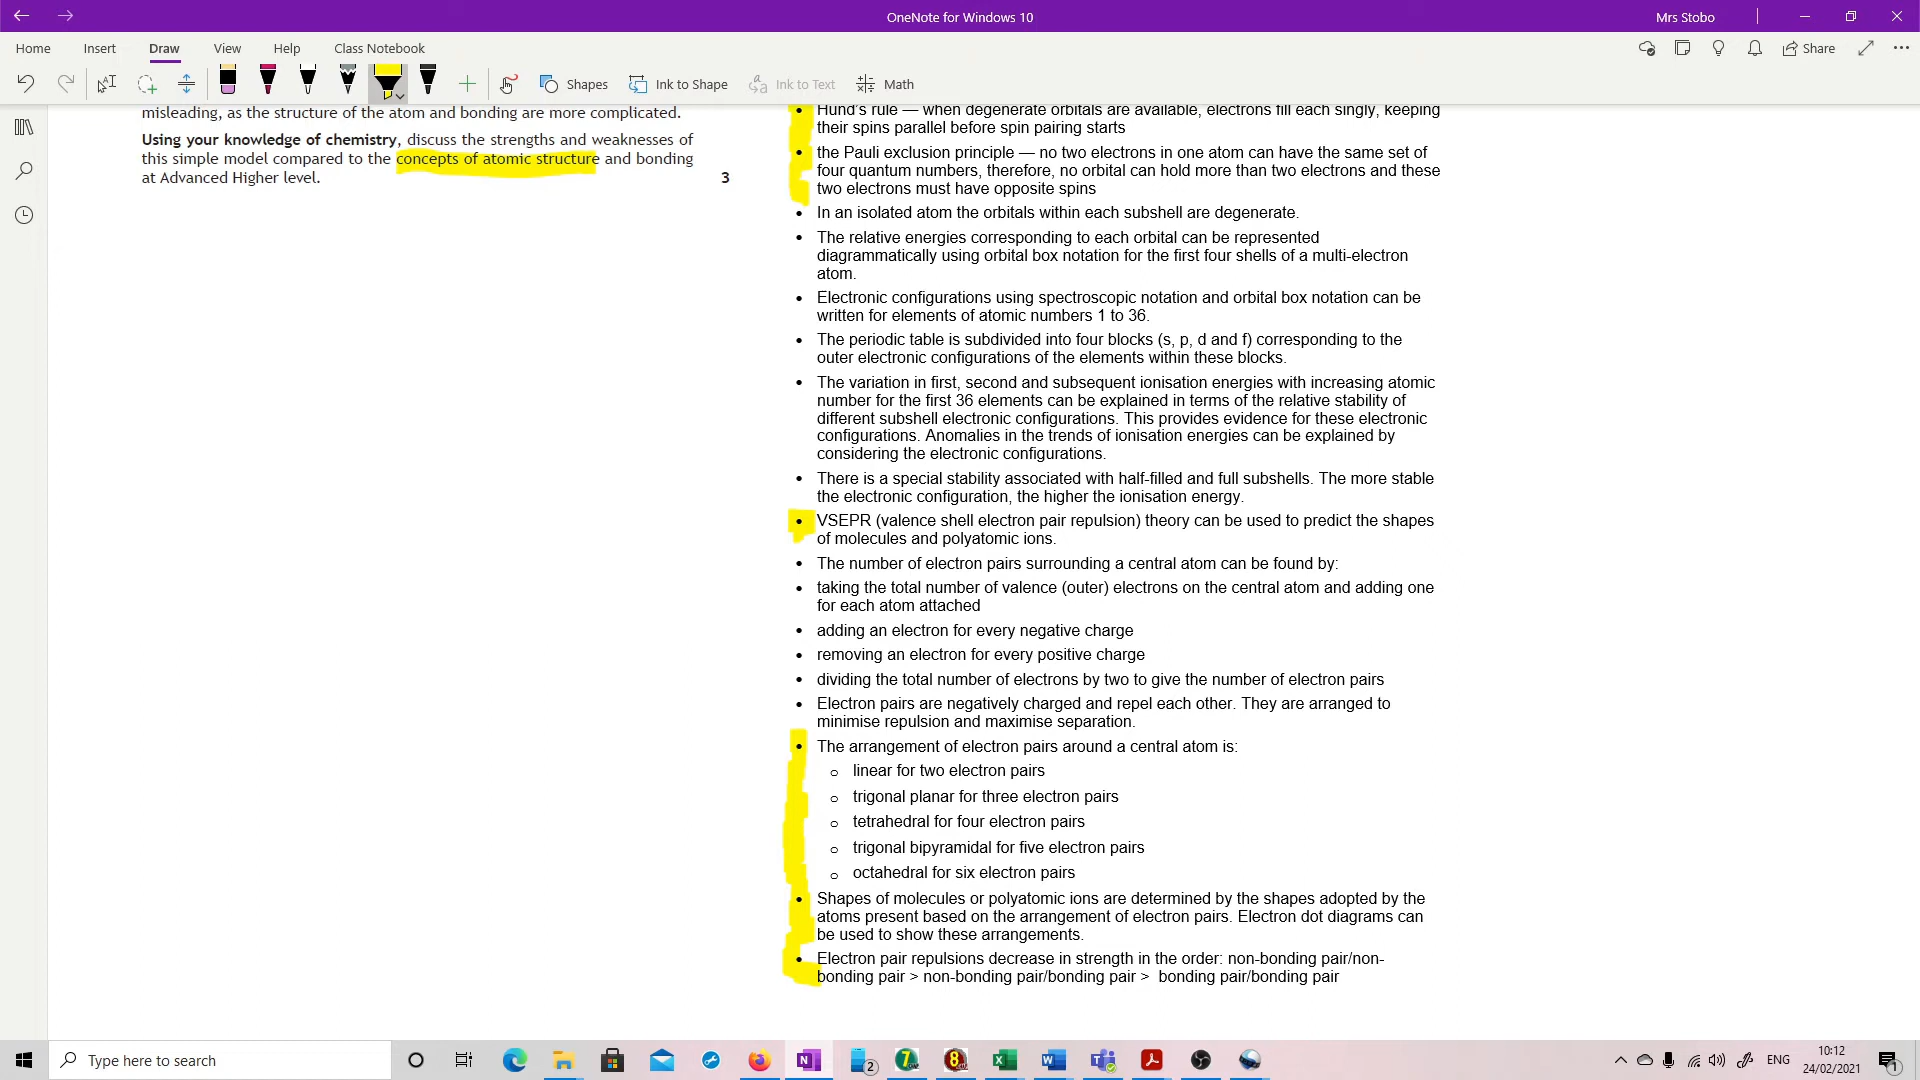 OneNote for Windows 10
Mrs Stobo
Home Insert Draw View Help Class Notebook
Share
Shapes Ink to Shape Ink to Text Math
misleading, as the structure of the atom and bonding are more complicated.
Using your knowledge of chemistry, discuss the strengths and weaknesses of
this simple model compared to the concepts of atomic structure and bonding
at Advanced Higher level. 3
• Hund's rule — when degenerate orbitals are available, electrons fill each singly, keeping
their spins parallel before spin pairing starts
• the Pauli exclusion principle — no two electrons in one atom can have the same set of
four quantum numbers, therefore, no orbital can hold more than two electrons and these
two electrons must have opposite spins
• In an isolated atom the orbitals within each subshell are degenerate.
• The relative energies corresponding to each orbital can be represented
diagrammatically using orbital box notation for the first four shells of a multi-electron
atom.
• Electronic configurations using spectroscopic notation and orbital box notation can be
written for elements of atomic numbers 1 to 36.
• The periodic table is subdivided into four blocks (s, p, d and f) corresponding to the
outer electronic configurations of the elements within these blocks.
• The variation in first, second and subsequent ionisation energies with increasing atomic
number for the first 36 elements can be explained in terms of the relative stability of
different subshell electronic configurations. This provides evidence for these electronic
configurations. Anomalies in the trends of ionisation energies can be explained by
considering the electronic configurations.
• There is a special stability associated with half-filled and full subshells. The more stable
the electronic configuration, the higher the ionisation energy.
• VSEPR (valence shell electron pair repulsion) theory can be used to predict the shapes
of molecules and polyatomic ions.
• The number of electron pairs surrounding a central atom can be found by:
• taking the total number of valence (outer) electrons on the central atom and adding one
for each atom attached
• adding an electron for every negative charge
• removing an electron for every positive charge
• dividing the total number of electrons by two to give the number of electron pairs
• Electron pairs are negatively charged and repel each other. They are arranged to
minimise repulsion and maximise separation.
• The arrangement of electron pairs around a central atom is:
o linear for two electron pairs
o trigonal planar for three electron pairs
o tetrahedral for four electron pairs
o trigonal bipyramidal for five electron pairs
o octahedral for six electron pairs
• Shapes of molecules or polyatomic ions are determined by the shapes adopted by the
atoms present based on the arrangement of electron pairs. Electron dot diagrams can
be used to show these arrangements.
• Electron pair repulsions decrease in strength in the order: non-bonding pair/non-
bonding pair > non-bonding pair/bonding pair > bonding pair/bonding pair
Type here to search
2
7
8
ENG
10:12
24/02/2021
1